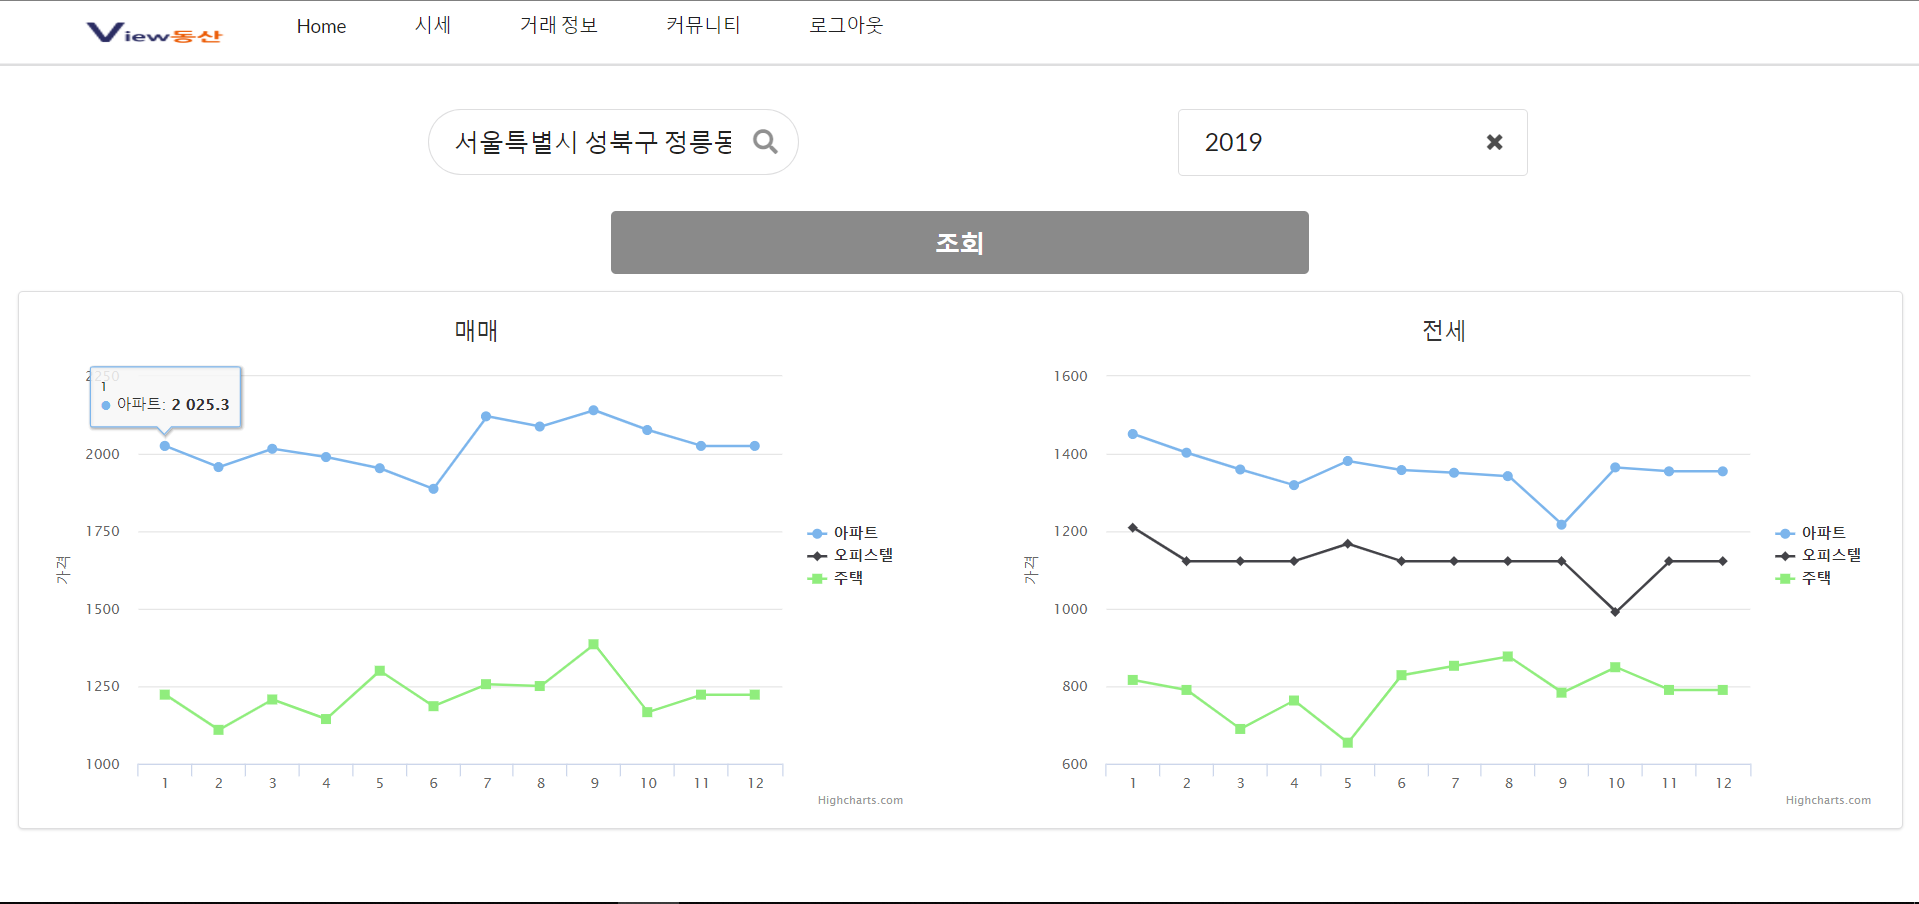 View동산
Home 시세 거래 정보 커뮤니티 로그아웃
서울특별시 성북구 정릉동
2019
조회
매매
2250
1
아파트: 2 025.3
2000
1750
1500
1250
1000
가격
1 2 3 4 5 6 7 8 9 10 11 12
아파트
오피스텔
주택
Highcharts.com
전세
1600
1400
1200
1000
800
600
가격
1 2 3 4 5 6 7 8 9 10 11 12
아파트
오피스텔
주택
Highcharts.com